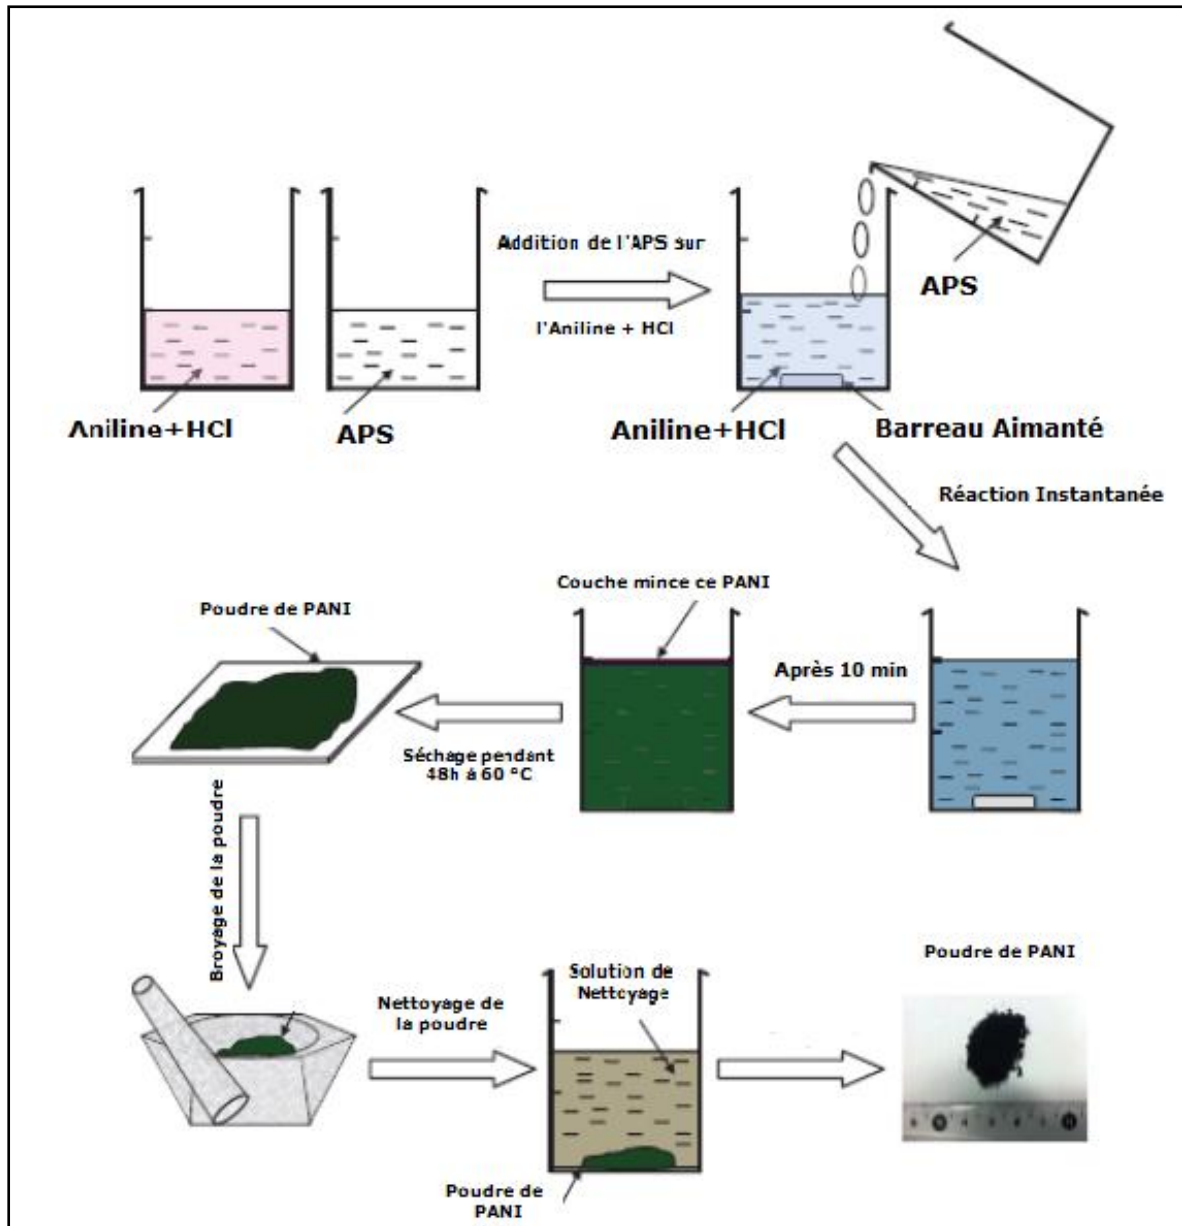 Addition de l'APS sur
l'Aniline + HCl
APS
Aniline+HCl
APS
Aniline+HCl
Barreau Aimanté
Réaction Instantanée
Couche mince ce PANI
Poudre de PANI
Après 10 min
Séchage pendant
48h à 60 °C
Broyage de la poudre
Nettoyage de
la poudre
Solution de
Nettoyage
Poudre de PANI
Poudre de
PANI